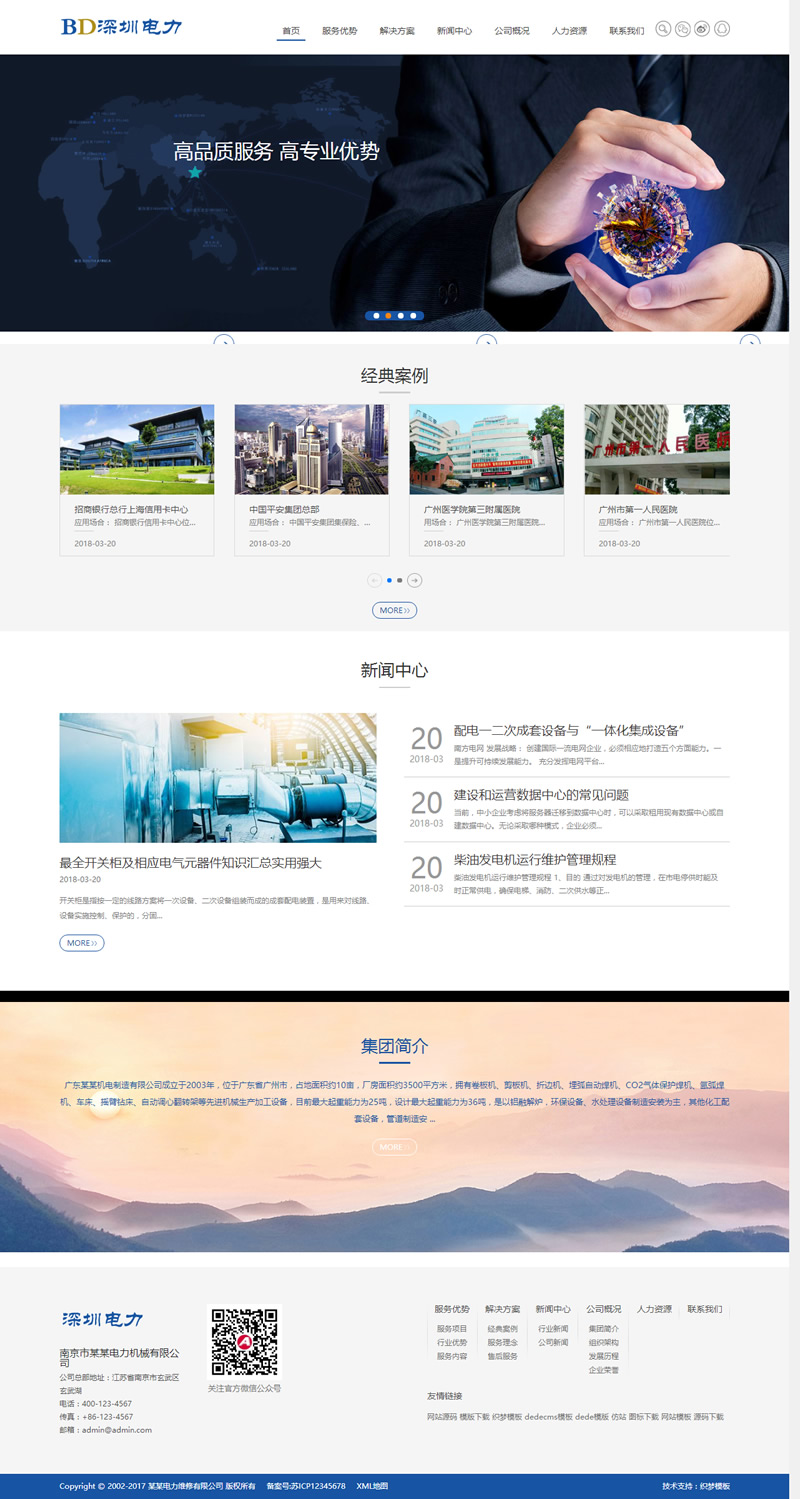 BD深圳电力
首页 服务优势 解决方案 新闻中心 公司概况 人力资源 联系我们
高品质服务 高专业优势
经典案例
招商银行总行上海信用卡中心
应用场合： 招商银行信用卡中心位...
2018-03-20
中国平安集团总部
应用场合： 中国平安集团集保险、...
2018-03-20
广州医学院第三附属医院
用场合： 广州医学院第三附属医院...
2018-03-20
广州市第一人民医院
应用场合： 广州市第一人民医院位...
2018-03-20
MORE
新闻中心
最全开关柜及相应电气元器件知识汇总实用强大
2018-03-20
开关柜是指按一定的线路方案将一次设备、二次设备组装而成的成套配电装置，是用来对线路、
设备实施控制、保护的，分固...
MORE
20
2018-03
配电一二次成套设备与“一体化集成设备”
南方电网 发展战略： 创建国际一流电网企业，必须相应地打造五个方面能力。一
是提升可持续发展能力。 充分发挥电网平台...
20
2018-03
建设和运营数据中心的常见问题
当前，中小企业考虑将服务器迁移到数据中心时，可以采取租用现有数据中心或自
建数据中心。无论采取哪种模式，企业必须...
20
2018-03
柴油发电机运行维护管理规程
柴油发电机运行维护管理规程 1、目的 通过对发电机的管理，在市电停供时能及
时正常供电，确保电梯、消防、二次供水等正...
集团简介
广东某某机电制造有限公司成立于2003年，位于广东省广州市，占地面积约10亩，厂房面积约3500平方米，拥有卷板机、剪板机、折边机、埋弧自动焊机、CO2气体保护焊机、氩弧焊
机、车床、摇臂钻床、自动调心翻转架等先进机械生产加工设备，目前最大起重能力为25吨，设计最大起重能力为36吨，是以铝融解炉，环保设备、水处理设备制造安装为主，其他化工配
套设备，管道制造安 ...
MORE
深圳电力
南京市某某电力机械有限公
司
公司总部地址：江苏省南京市玄武区
玄武湖
电话：400-123-4567
传真：+86-123-4567
邮箱：admin@admin.com
关注官方微信公众号
服务优势 解决方案 新闻中心 公司概况 人力资源 联系我们
服务项目 经典案例 行业新闻 集团简介
行业优势 服务理念 公司新闻 组织架构
服务内容 售后服务 发展历程
企业荣誉
友情链接
网站源码 模版下载 织梦模板 dedecms模板 dede模板 仿站 图标下载 网站模板 源码下载
Copyright © 2002-2017 某某电力维修有限公司 版权所有 备案号:苏ICP12345678 XML地图
技术支持：织梦模板